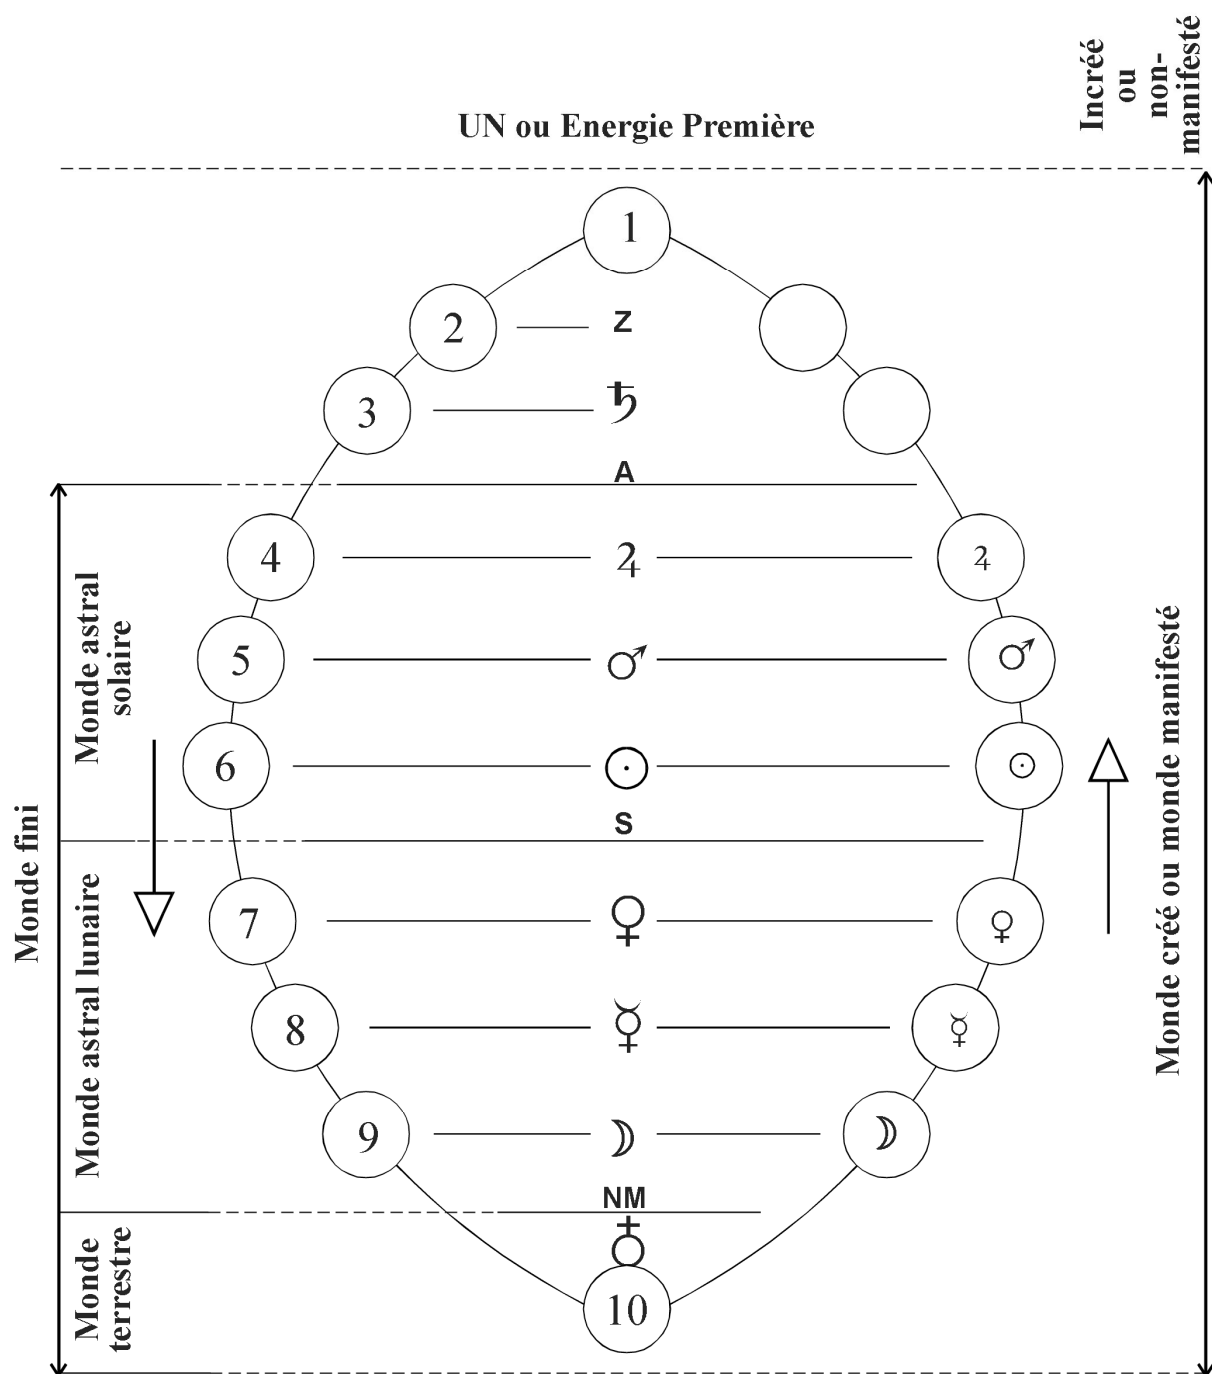 Incréé
ou
non-
manifesté
UN ou Energie Première
1
2
Z
3
♄
A
4
♃
♃
Monde astral
solaire
5
♂
♂
6
☉
☉
S
Monde fini
Monde créé ou monde manifesté
Monde astral lunaire
7
♀
♀
8
☿
☿
9
☽
☽
NM
♁
Monde
terrestre
10